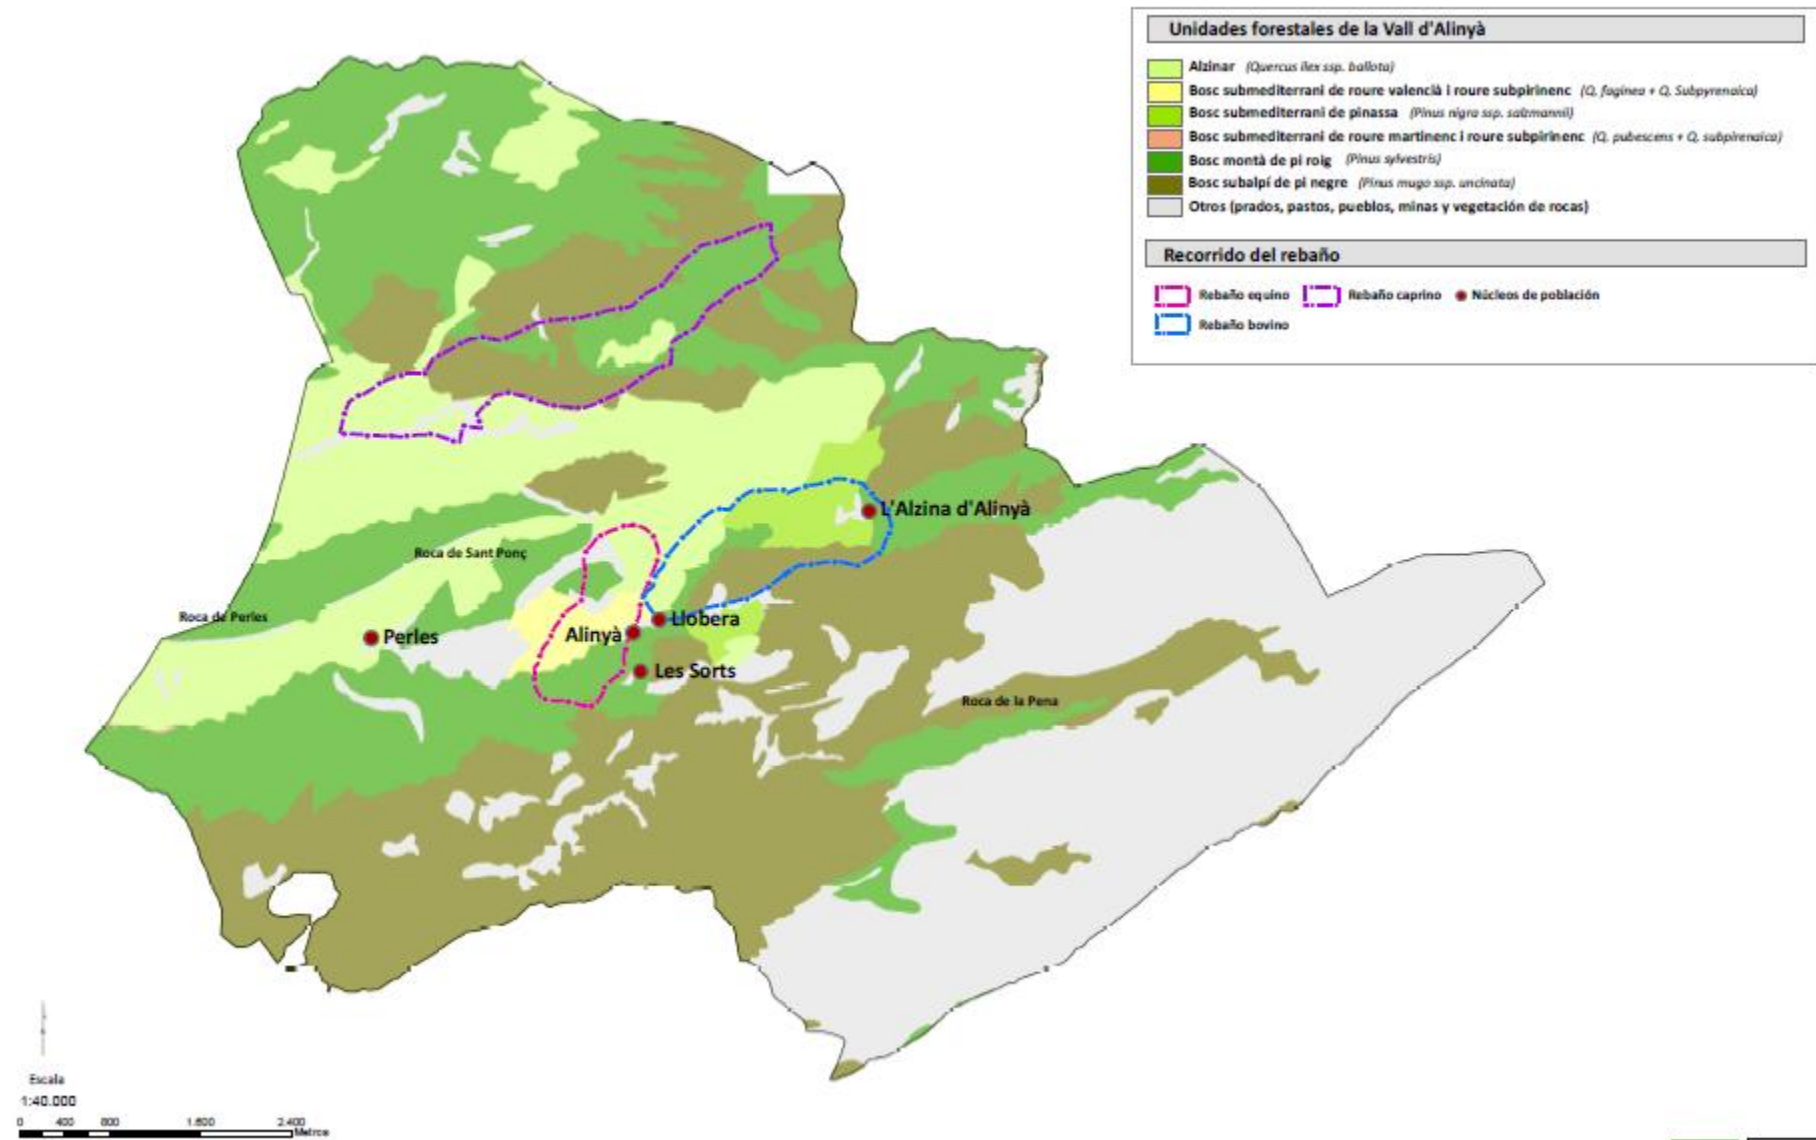 Unidades forestales de la Vall d'Alinyà
Alzinar (Quercus ilex ssp. ballota)
Bosc submediterrani de roure valencià i roure subpirinenc (Q. faginea + Q. Subpyrenaica)
Bosc submediterrani de pinassa (Pinus nigra ssp. salzmannii)
Bosc submediterrani de roure martinenc i roure subpirinenc (Q. pubescens + Q. subpirenaica)
Bosc montà de pi roig (Pinus sylvestris)
Bosc subalpí de pi negre (Pinus mugo ssp. uncinata)
Otros (prados, pastos, pueblos, minas y vegetación de rocas)
Recorrido del rebaño
Rebaño equino Rebaño caprino Núcleos de población
Rebaño bovino
L'Alzina d'Alinyà
Roca de Sant Ponç
Roca de Perles
Perles
Llobera
Alinyà
Les Sorts
Roca de la Pena
Escala
1:40.000
0 400 800 1.600 2.400
Metros